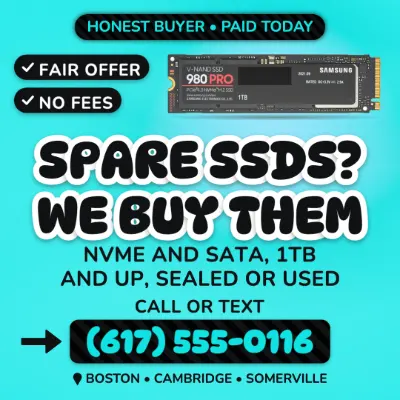 HONEST BUYER • PAID TODAY
✓ FAIR OFFER
✓ NO FEES
V-NAND SSD
980 PRO
SAMSUNG
1TB
SPARE SSDS?
WE BUY THEM
NVME AND SATA, 1TB
AND UP, SEALED OR USED
CALL OR TEXT
(617) 555-0116
BOSTON • CAMBRIDGE • SOMERVILLE